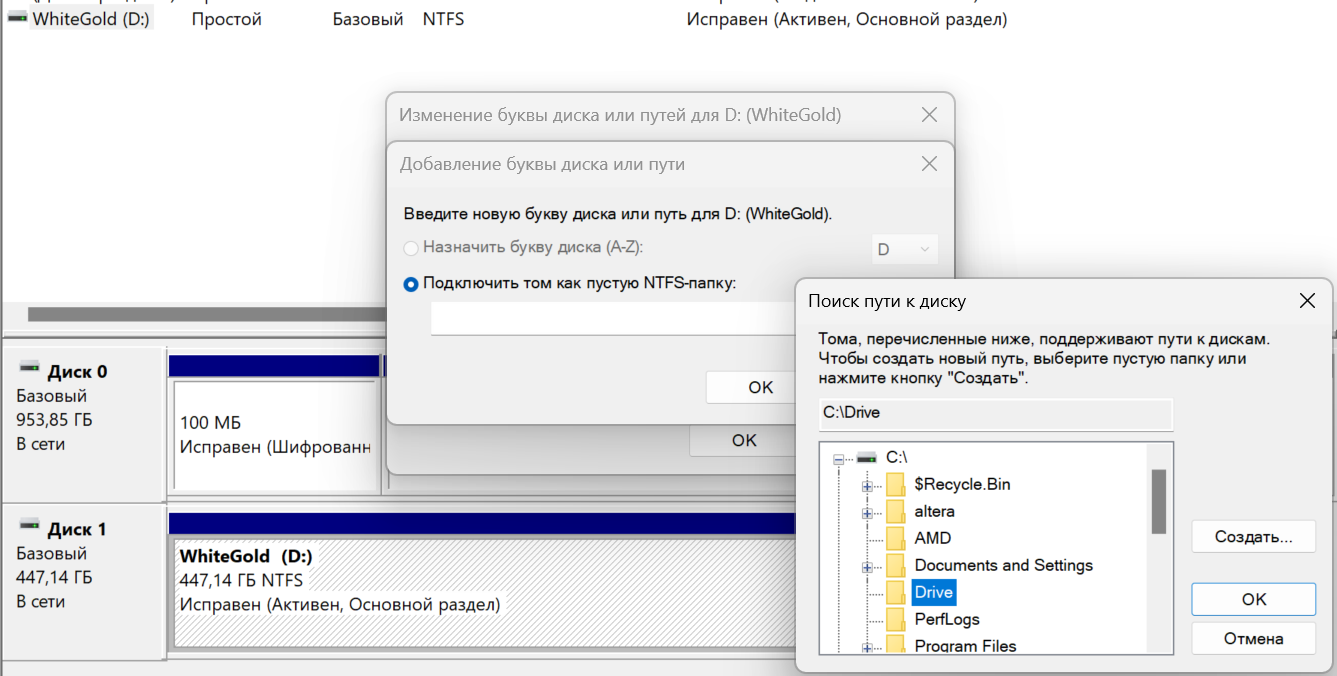 WhiteGold (D:) Простой Базовый NTFS Исправен (Активен, Основной раздел)
Изменение буквы диска или путей для D: (WhiteGold)
Добавление буквы диска или пути
Введите новую букву диска или путь для D: (WhiteGold).
Назначить букву диска (A-Z): D
Подключить том как пустую NTFS-папку:
OK
OK
Поиск пути к диску
Тома, перечисленные ниже, поддерживают пути к дискам.
Чтобы создать новый путь, выберите пустую папку или
нажмите кнопку "Создать".
C:\Drive
C:\
$Recycle.Bin
altera
AMD
Documents and Settings
Drive
PerfLogs
Program Files
Создать...
OK
Отмена
Диск 0
Базовый
953,85 ГБ
В сети
100 МБ
Исправен (Шифрованн
Диск 1
Базовый
447,14 ГБ
В сети
WhiteGold (D:)
447,14 ГБ NTFS
Исправен (Активен, Основной раздел)